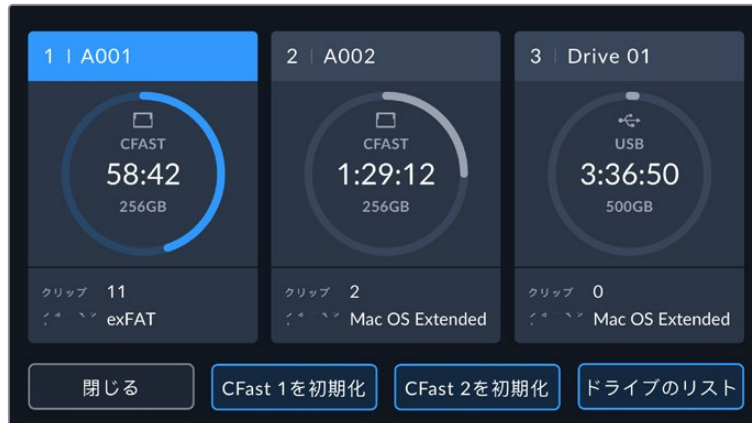 1 | A001
CFAST
58:42
256GB
クリップ 11
exFAT
2 | A002
CFAST
1:29:12
256GB
クリップ 2
Mac OS Extended
3 | Drive 01
USB
3:36:50
500GB
クリップ 0
Mac OS Extended
閉じる
CFast 1を初期化
CFast 2を初期化
ドライブのリスト